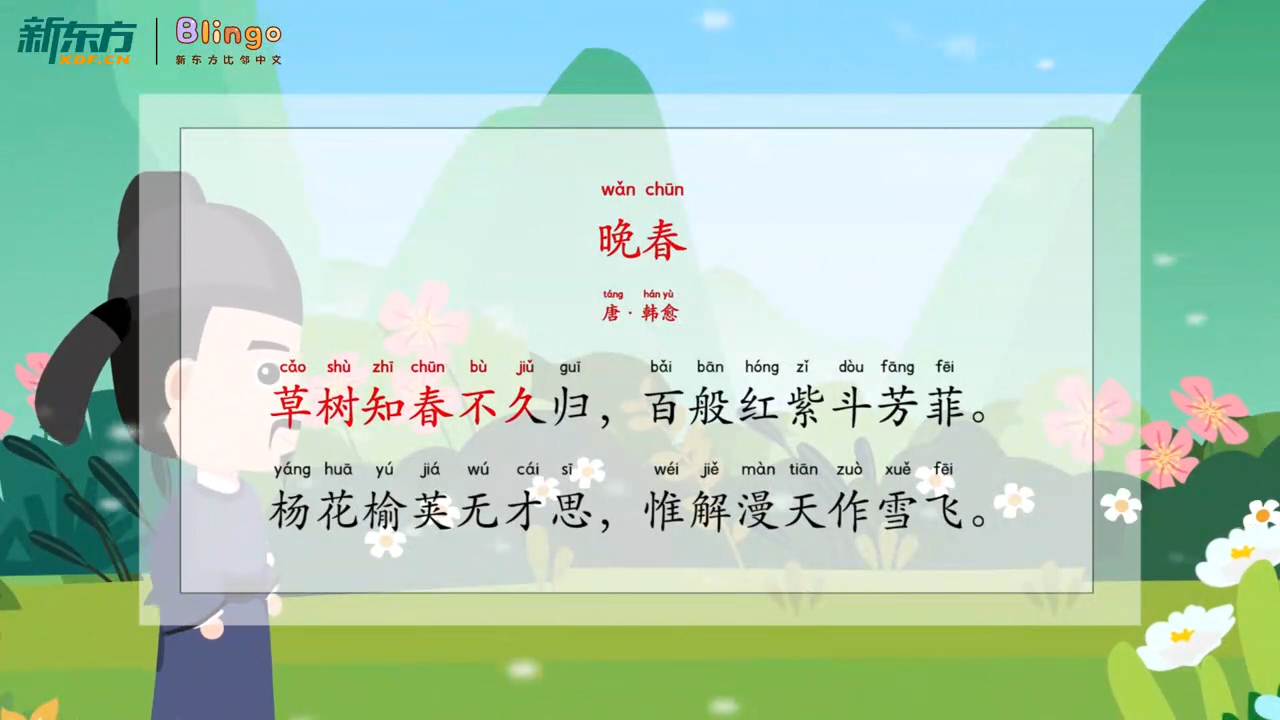 新东方
XDF.CN
Blingo
新东方比邻中文
wǎn chūn
晚春
táng hán yù
唐·韩愈
cǎo shù zhī chūn bù jiǔ guī bǎi bān hóng zǐ dòu fāng fēi
草树知春不久归，百般红紫斗芳菲。
yáng huā yú jiá wú cái sī wéi jiě màn tiān zuò xuě fēi
杨花榆荚无才思，惟解漫天作雪飞。